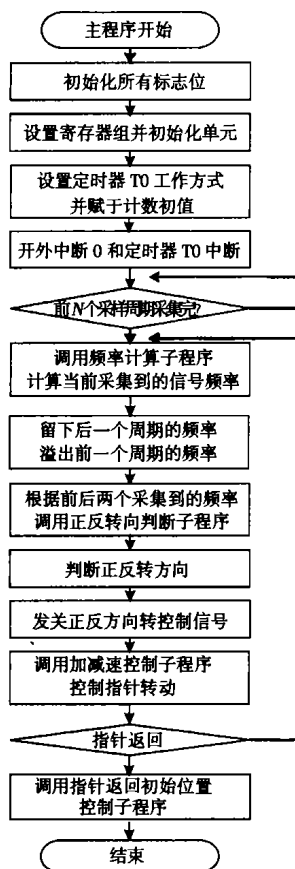 主程序开始
初始化所有标志位
设置寄存器组并初始化单元
设置定时器 T0 工作方式
并赋于计数初值
开外中断 0 和定时器 T0 中断
前N个采样周期采集完?
调用频率计算子程序
计算当前采集到的信号频率
留下后一个周期的频率
溢出前一个周期的频率
根据前后两个采集到的频率
调用正反转向判断子程序
判断正反转方向
发关正反方向转控制信号
调用加减速控制子程序
控制指针转动
指针返回
调用指针返回初始位置
控制子程序
结束